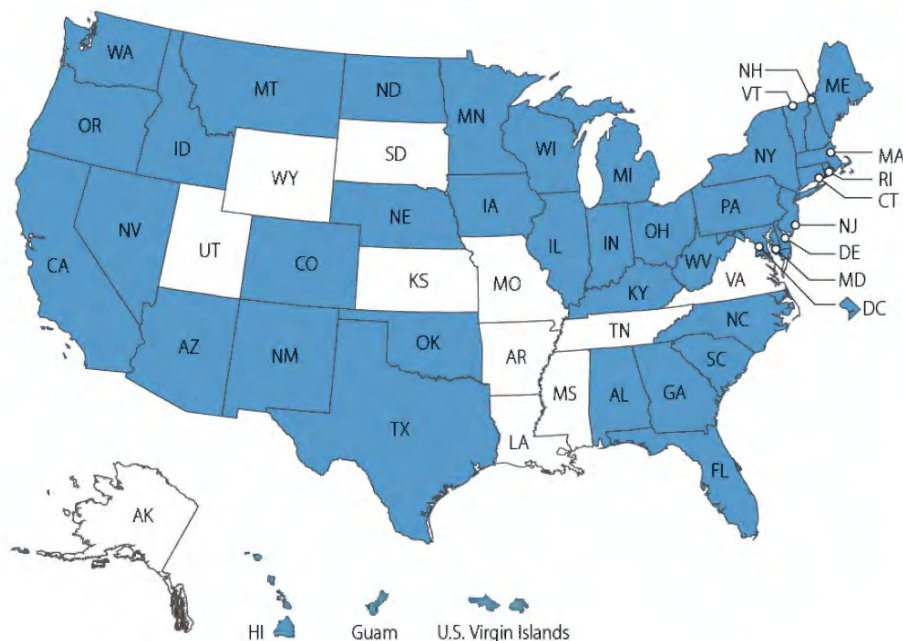 WA
MT
ND
MN
NH
VT
ME
OR
ID
WY
SD
WI
MI
NY
MA
RI
CT
NV
UT
CO
NE
IA
IL
IN
OH
PA
NJ
DE
MD
DC
CA
KS
MO
KY
WV
VA
AZ
NM
OK
AR
TN
NC
SC
TX
LA
MS
AL
GA
FL
AK
HI
Guam
U.S. Virgin Islands